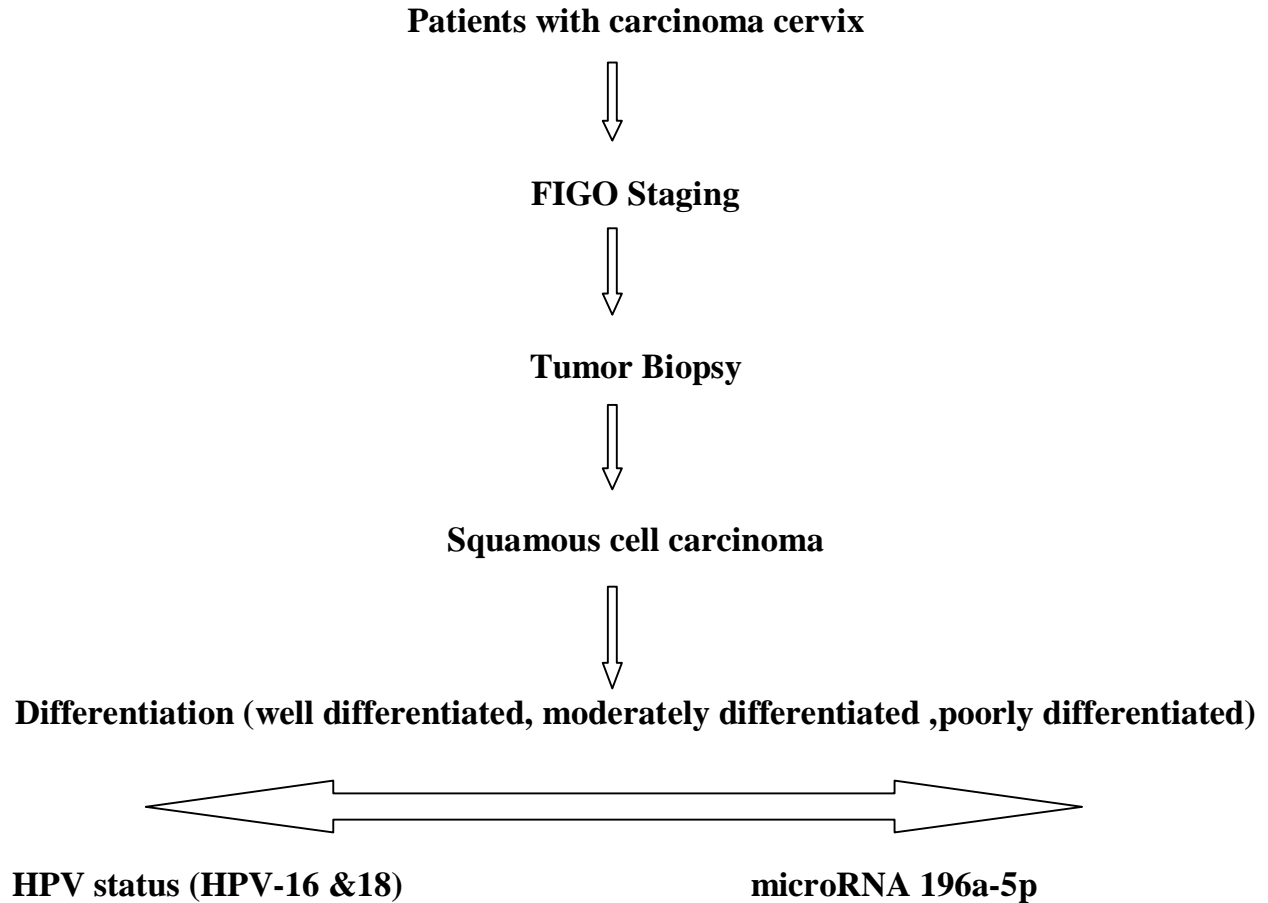 Patients with carcinoma cervix
FIGO Staging
Tumor Biopsy
Squamous cell carcinoma
Differentiation (well differentiated, moderately differentiated ,poorly differentiated)
HPV status (HPV-16 &18)
microRNA 196a-5p